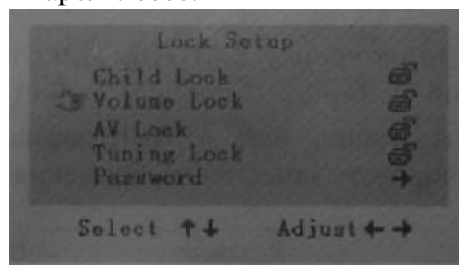 Lock Setup
Child Lock
Volume Lock
AV Lock
Tuning Lock
Password →
Select ↑↓ Adjust ← →